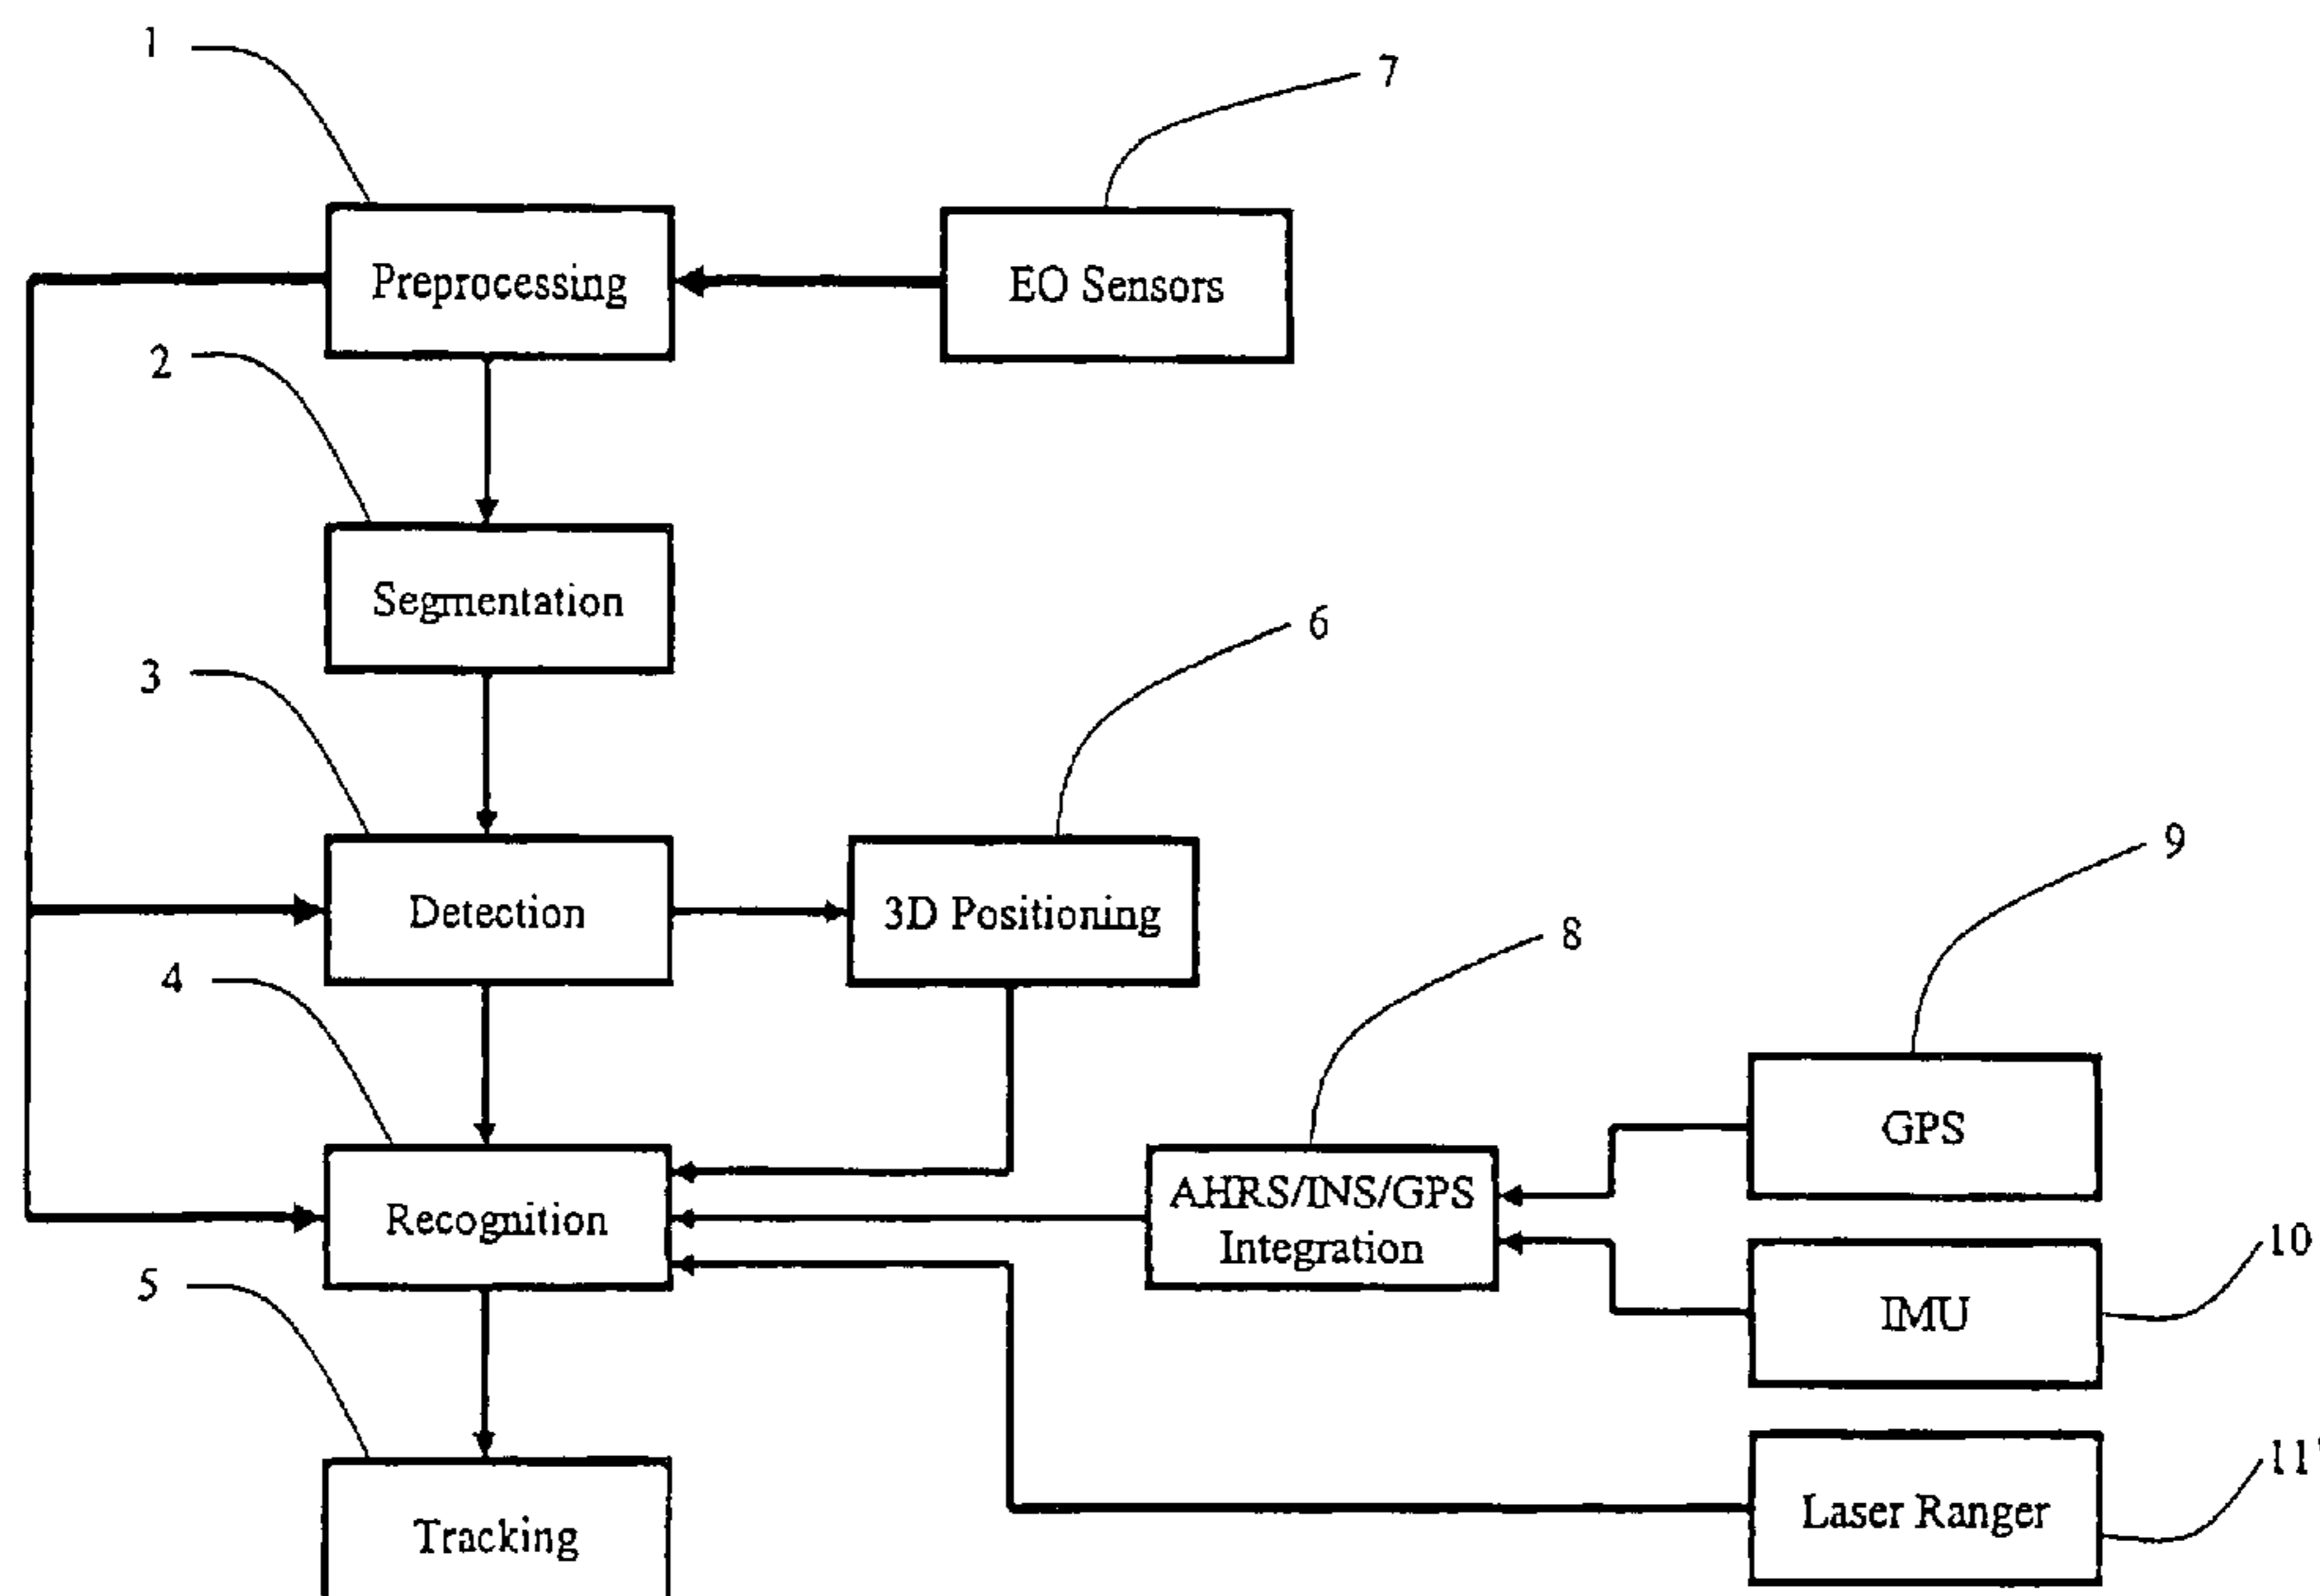 1
7
Preprocessing
EO Sensors
2
Segmentation
6
3
9
Detection
3D Positioning
8
4
GPS
AHRS/INS/GPS
Integration
Recognition
10
5
IMU
11'
Laser Ranger
Tracking